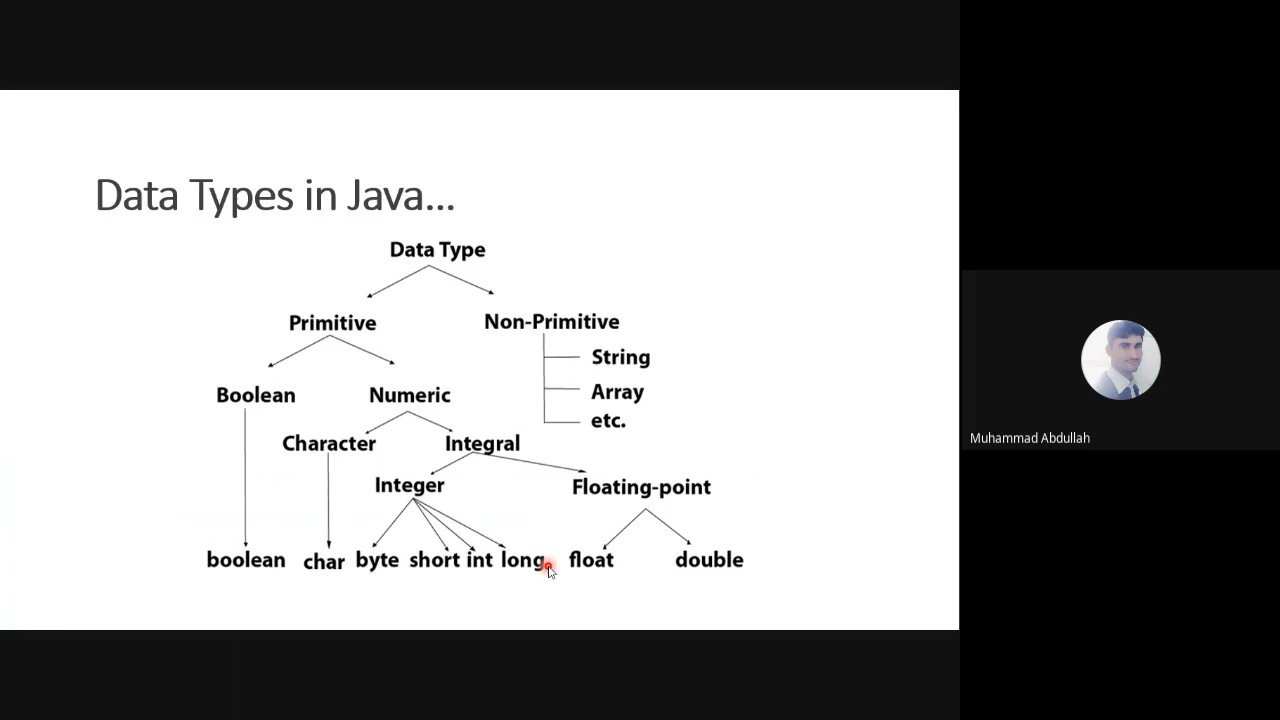 Data Types in Java...
Data Type
Primitive Non-Primitive
String
Boolean Numeric Array
etc.
Character Integral
Integer Floating-point
boolean char byte short int long float double
Muhammad Abdullah